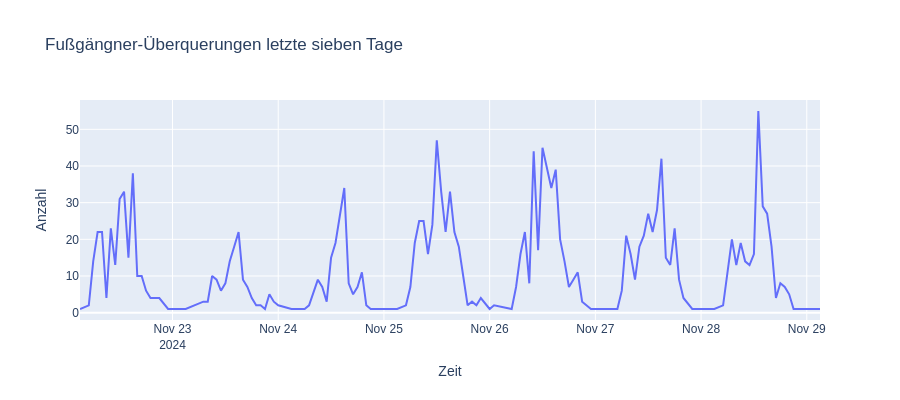 Fußgängner-Überquerungen letzte sieben Tage
Anzahl
50
40
30
20
10
0
Nov 23
2024
Nov 24
Nov 25
Nov 26
Nov 27
Nov 28
Nov 29
Zeit